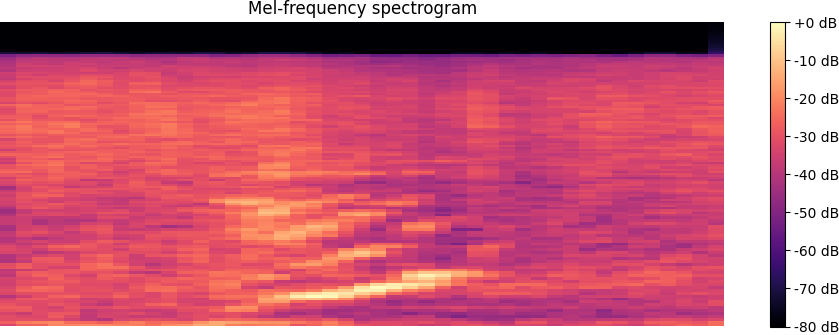 Mel-frequency spectrogram
+0 dB
-10 dB
-20 dB
-30 dB
-40 dB
-50 dB
-60 dB
-70 dB
-80 dB